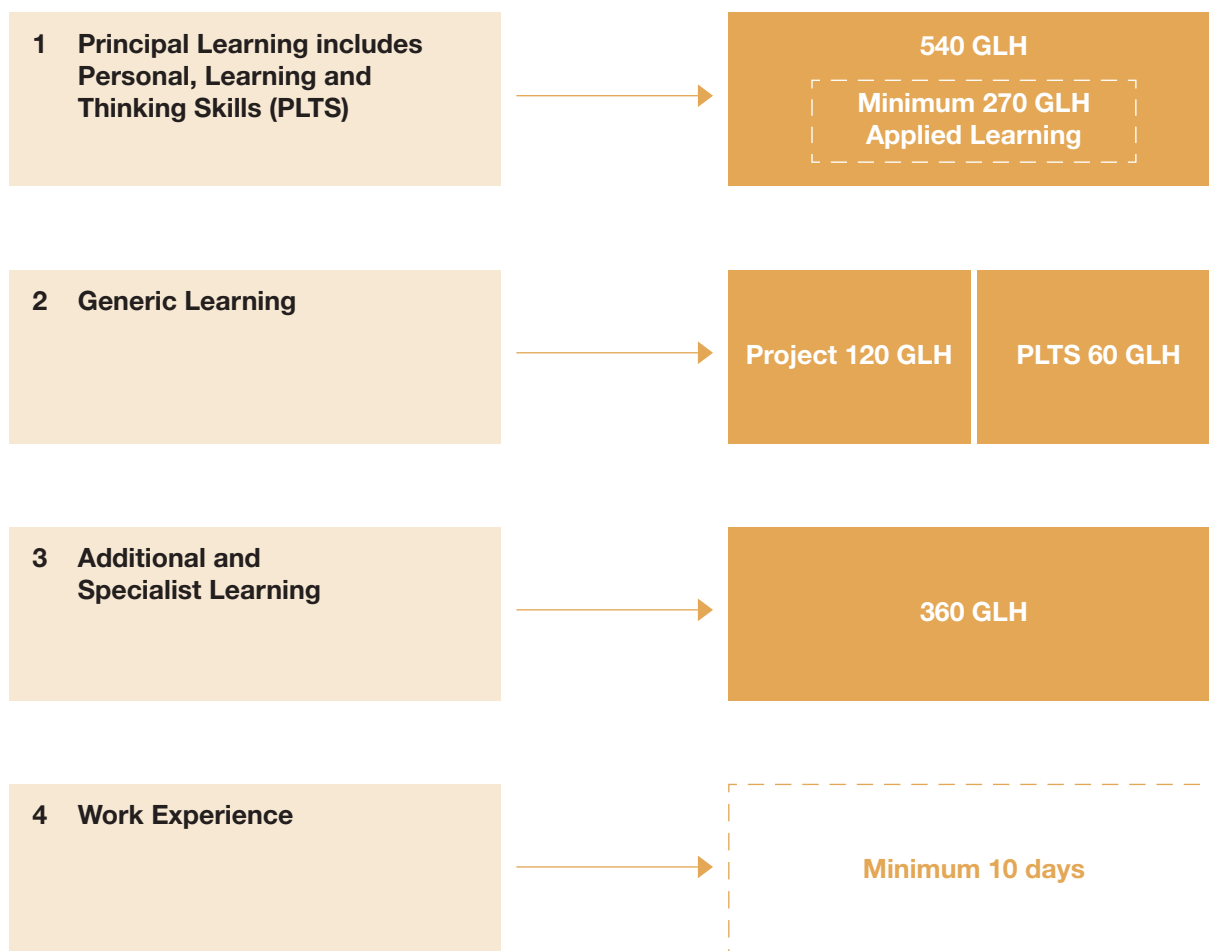 1 Principal Learning includes
Personal, Learning and
Thinking Skills (PLTS)
540 GLH
Minimum 270 GLH
Applied Learning
2 Generic Learning
Project 120 GLH
PLTS 60 GLH
3 Additional and
Specialist Learning
360 GLH
4 Work Experience
Minimum 10 days